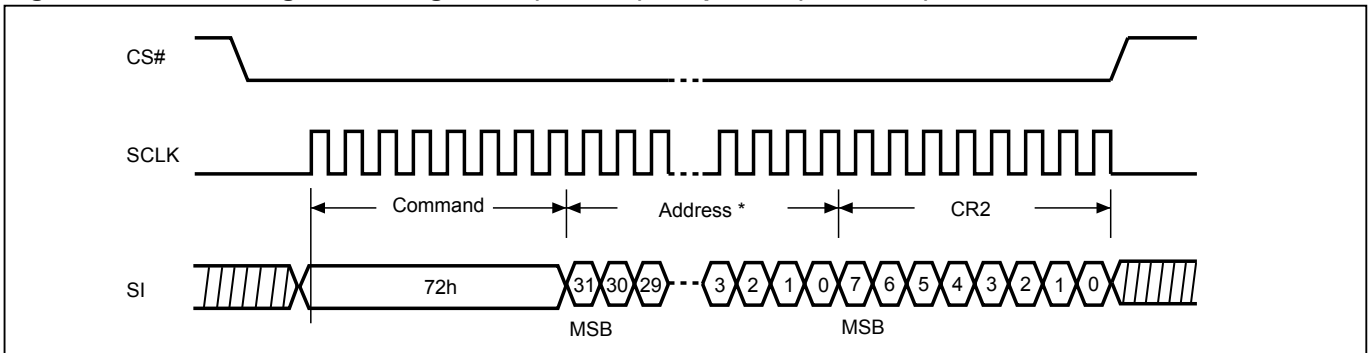 CS#
SCLK
Command Address * CR2
SI 72h 31 30 29 3 2 1 0 7 6 5 4 3 2 1 0
MSB MSB